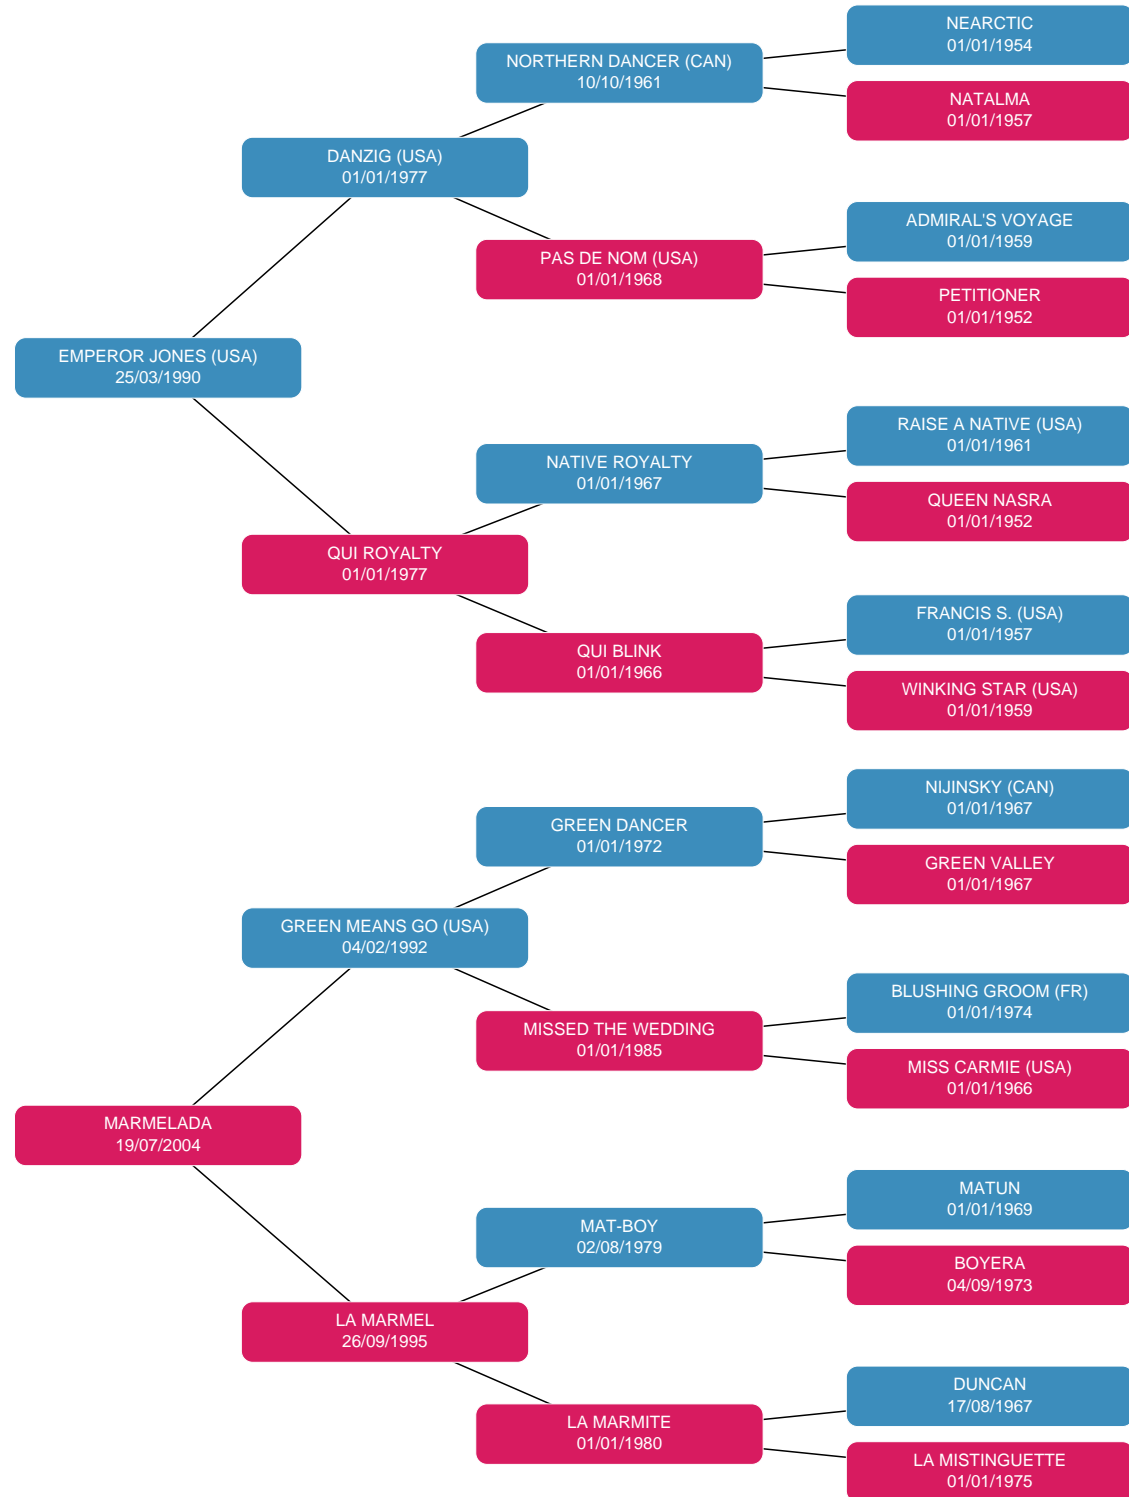 NEARCTIC
01/01/1954
NORTHERN DANCER (CAN)
10/10/1961
NATALMA
01/01/1957
DANZIG (USA)
01/01/1977
ADMIRAL'S VOYAGE
01/01/1959
PAS DE NOM (USA)
01/01/1968
PETITIONER
01/01/1952
EMPEROR JONES (USA)
25/03/1990
RAISE A NATIVE (USA)
01/01/1961
NATIVE ROYALTY
01/01/1967
QUEEN NASRA
01/01/1952
QUI ROYALTY
01/01/1977
FRANCIS S. (USA)
01/01/1957
QUI BLINK
01/01/1966
WINKING STAR (USA)
01/01/1959
NIJINSKY (CAN)
01/01/1967
GREEN DANCER
01/01/1972
GREEN VALLEY
01/01/1967
GREEN MEANS GO (USA)
04/02/1992
BLUSHING GROOM (FR)
01/01/1974
MISSED THE WEDDING
01/01/1985
MISS CARMIE (USA)
01/01/1966
MARMELADA
19/07/2004
MATUN
01/01/1969
MAT-BOY
02/08/1979
BOYERA
04/09/1973
LA MARMEL
26/09/1995
DUNCAN
17/08/1967
LA MARMITE
01/01/1980
LA MISTINGUETTE
01/01/1975